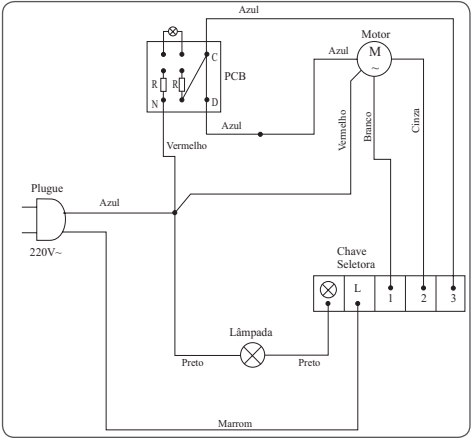 Azul
Motor
M
~
Azul
C
PCB
R
R
N
D
Azul
Vermelho
Vermelho
Branco
Cinza
Plugue
Azul
220V~
Chave
Seletora
L
1
2
3
Lâmpada
Preto
Preto
Marrom